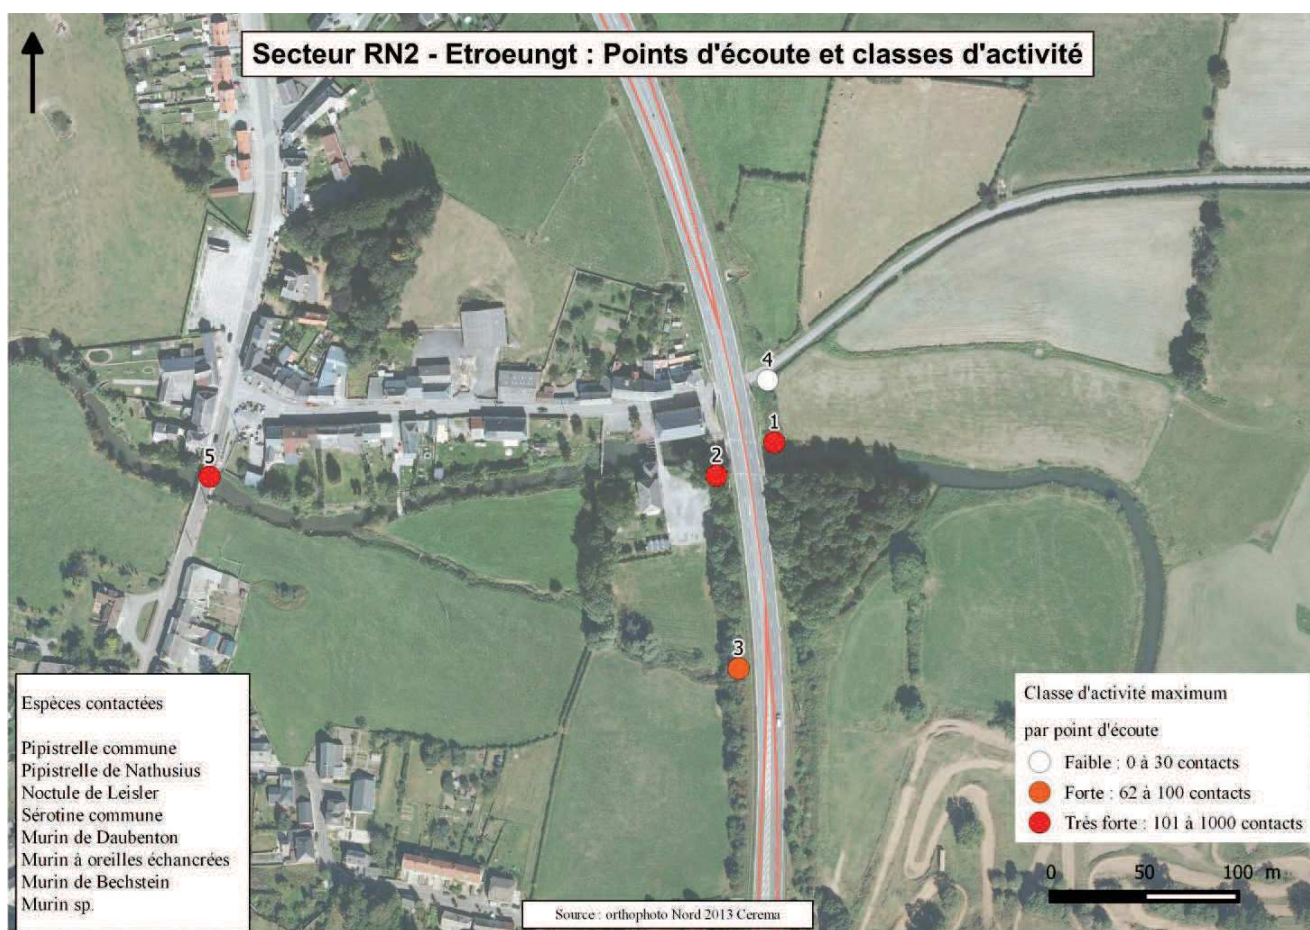 Secteur RN2 - Etroeungt : Points d'écoute et classes d'activité
4
1
2
5
3
Espèces contactées
Pipistrelle commune
Pipistrelle de Nathusius
Noctule de Leisler
Sérotine commune
Murin de Daubenton
Murin à oreilles échancrées
Murin de Bechstein
Murin sp.
Classe d'activité maximum
par point d'écoute
Faible : 0 à 30 contacts
Forte : 62 à 100 contacts
Très forte : 101 à 1000 contacts
0 100 m
Source : orthophoto Nord 2013 Cerema